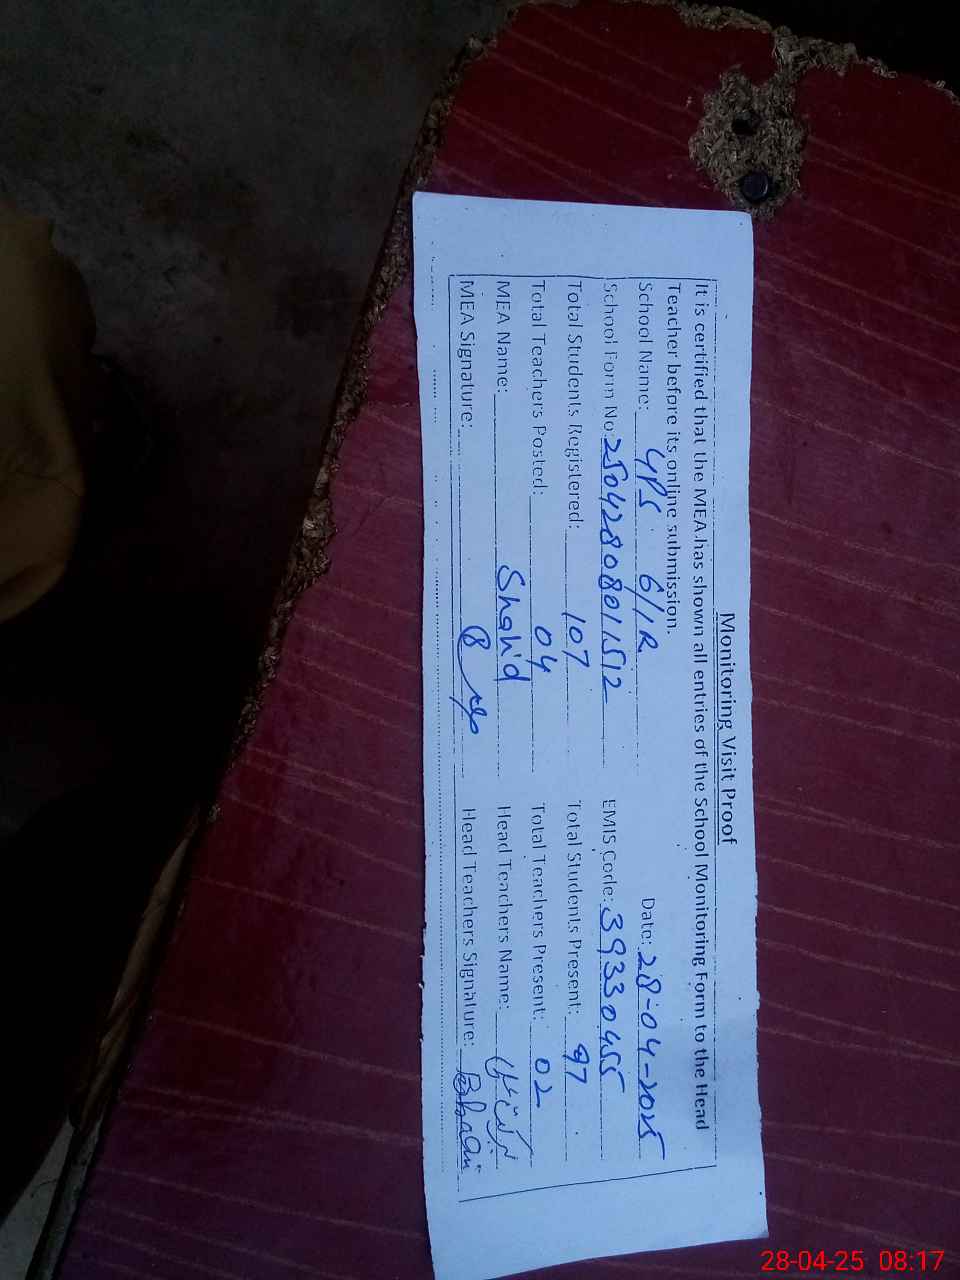 Monitoring Visit Proof
It is certified that the MEA has shown all entries of the School Monitoring Form to the Head
Teacher before its online submission.
School Name: GPS 6/1R Date: 28-04-2025
School Form No: 2504280801512 EMIS Code: 39330455
Total Students Registered: 107 Total Students Present: 97
Total Teachers Posted: 04 Total Teachers Present: 02
MEA Name: Shahid Head Teachers Name:
MEA Signature: Head Teachers Signature:
28-04-25 08:17